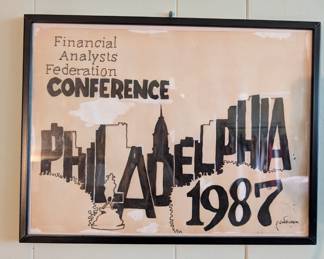 Financial
Analysts
Federation
CONFERENCE
PHILADELPHIA
1987